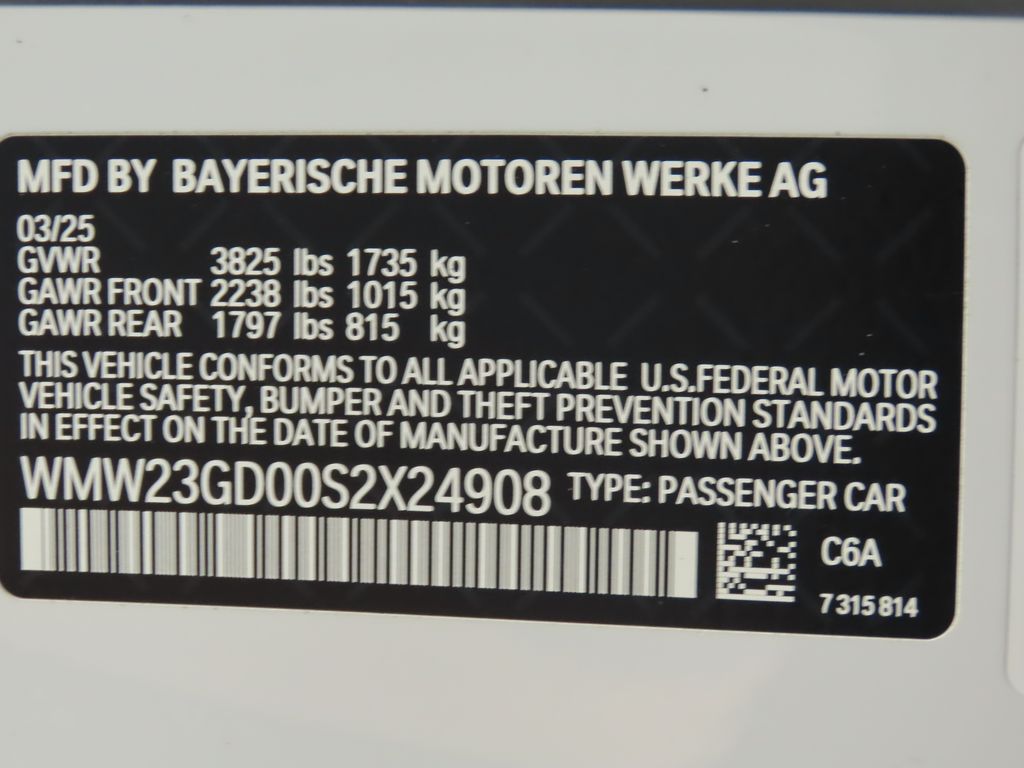 MFD BY BAYERISCHE MOTOREN WERKE AG
03/25
GVWR 3825 lbs 1735 kg
GAWR FRONT 2238 lbs 1015 kg
GAWR REAR 1797 lbs 815 kg
THIS VEHICLE CONFORMS TO ALL APPLICABLE U.S.FEDERAL MOTOR
VEHICLE SAFETY, BUMPER AND THEFT PREVENTION STANDARDS
IN EFFECT ON THE DATE OF MANUFACTURE SHOWN ABOVE.
WMW23GD00S2X24908 TYPE: PASSENGER CAR
C6A
7 315 814